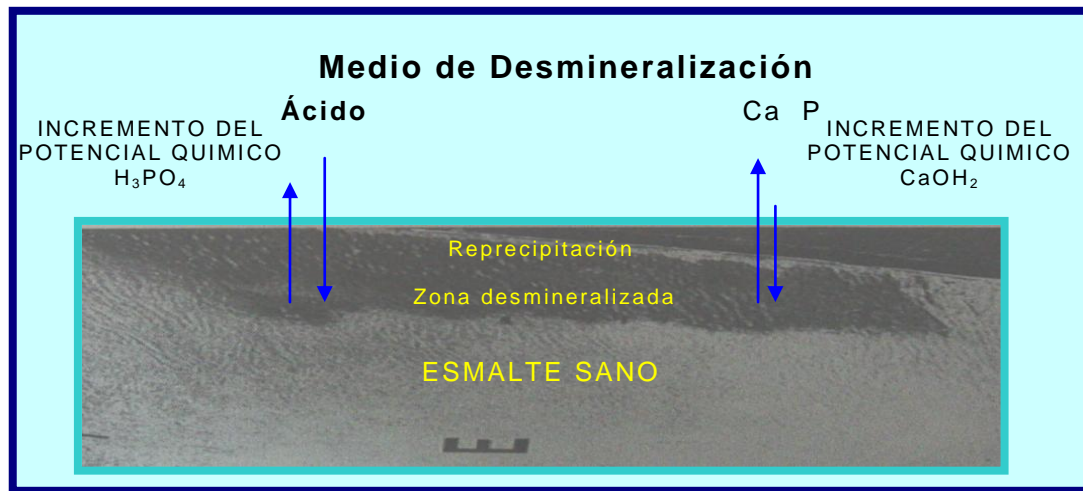 Medio de Desmineralización
Ácido
INCREMENTO DEL
POTENCIAL QUIMICO
H₃PO₄
Ca P
INCREMENTO DEL
POTENCIAL QUIMICO
CaOH₂
Reprecipitación
Zona desmineralizada
ESMALTE SANO